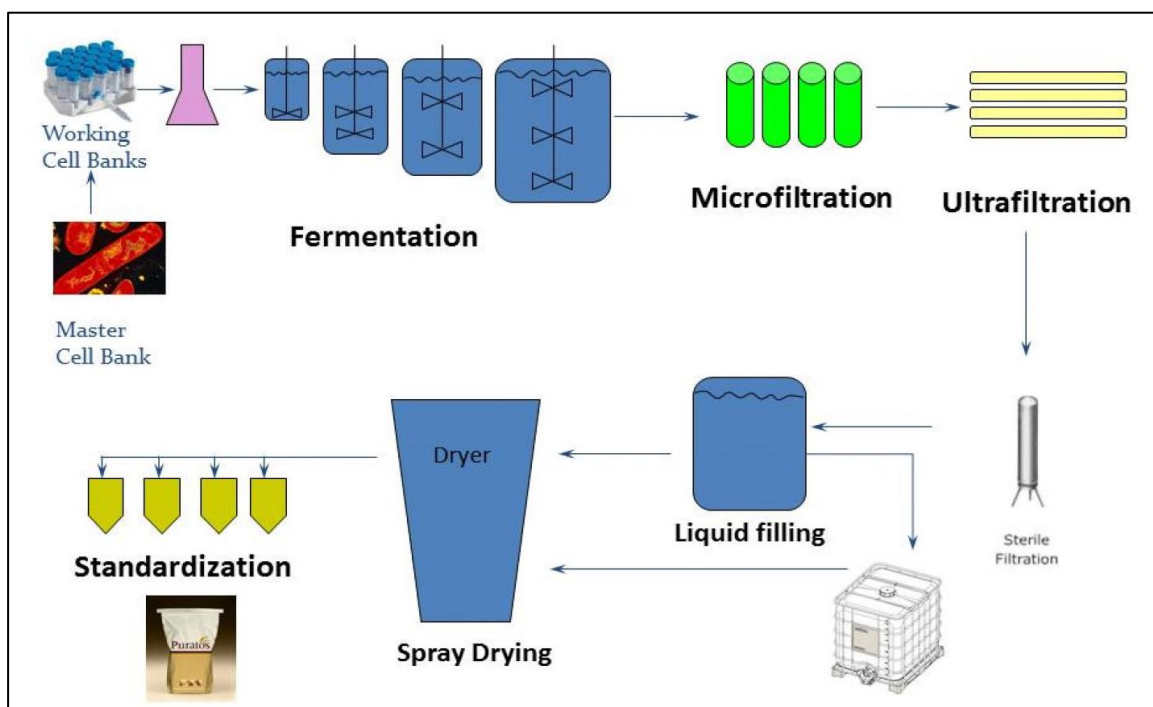 Working
Cell Banks
Master
Cell Bank
Fermentation
Microfiltration
Ultrafiltration
Sterile
Filtration
Liquid filling
Dryer
Spray Drying
Standardization
Puratos